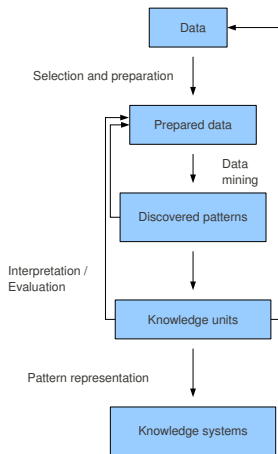 Data
Selection and preparation
Prepared data
Data
mining
Discovered patterns
Interpretation /
Evaluation
Knowledge units
Pattern representation
Knowledge systems